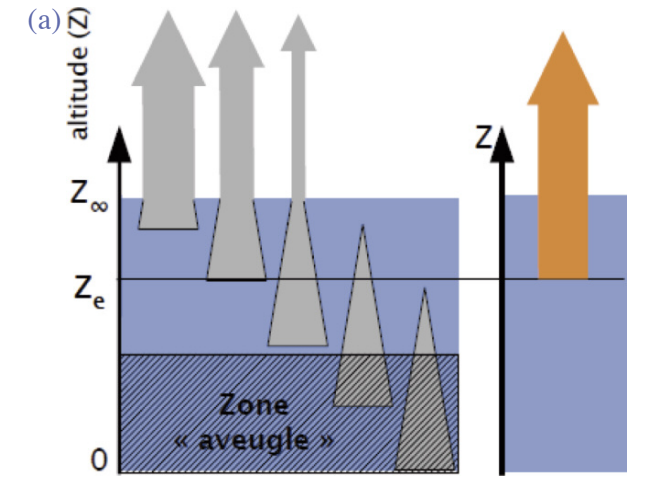 (a)
altitude (Z)
Z
Z∞
Ze
Zone
« aveugle »
0